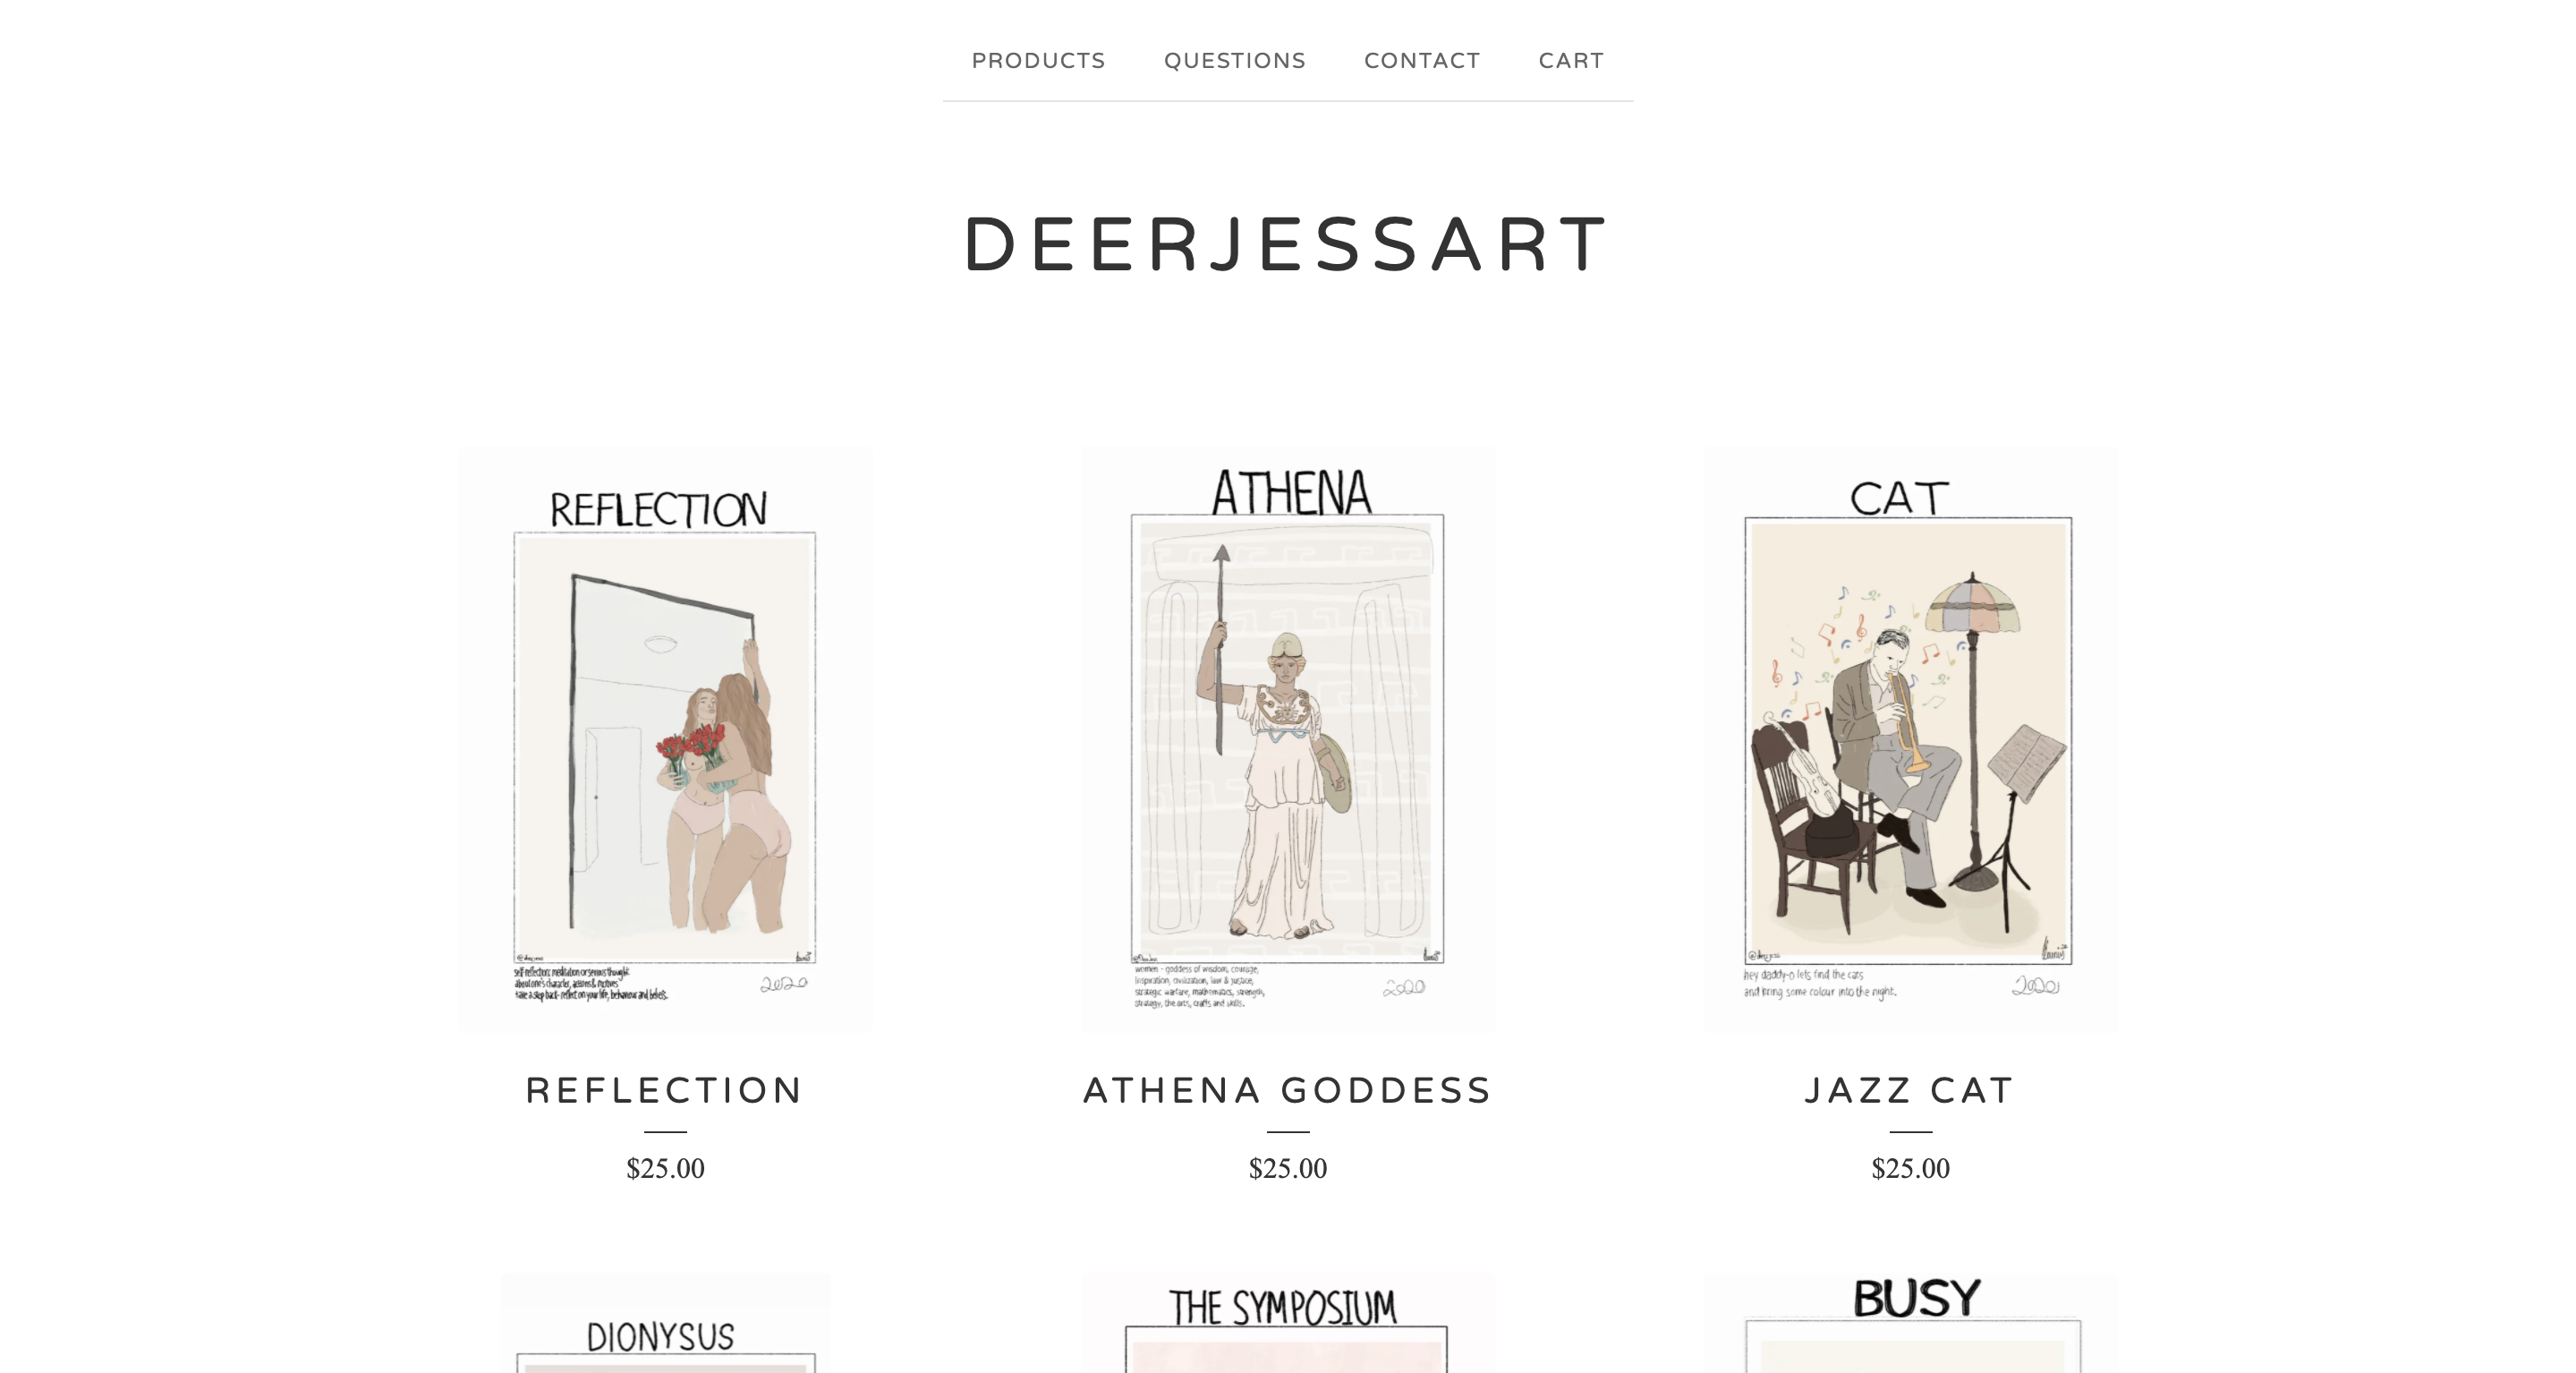 PRODUCTS QUESTIONS CONTACT CART
DEERJESSART
REFLECTION
self-reflection: meditation or serious thought
about one's character, actions & motives
take a step back - reflect on your life, behaviour and beliefs.
2020
ATHENA
women - goddess of wisdom, courage,
inspiration, civilization, law & justice,
strategic warfare, mathematics, strength,
strategy, the arts, crafts and skills.
2020
CAT
hey daddy-o lets find the cats
and bring some colour into the night.
REFLECTION
$25.00
ATHENA GODDESS
$25.00
JAZZ CAT
$25.00
DIONYSUS
THE SYMPOSIUM
BUSY